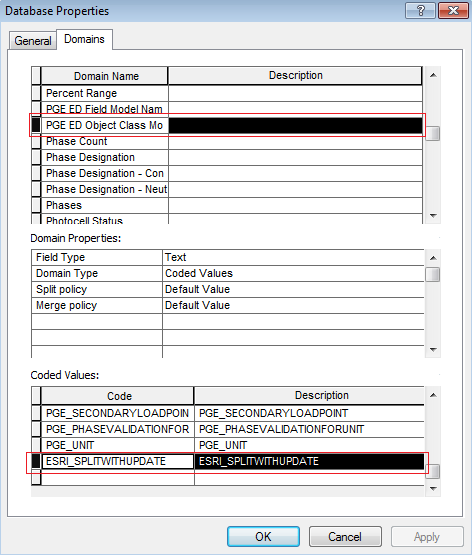 Database Properties
General Domains
Domain Name Description
Percent Range
PGE ED Field Model Nam
PGE ED Object Class Mo
Phase Count
Phase Designation
Phase Designation - Con
Phase Designation - Neut
Phases
Photocell Status
Domain Properties:
Field Type Text
Domain Type Coded Values
Split policy Default Value
Merge policy Default Value
Coded Values:
Code Description
PGE_SECONDARYLOADPOIN PGE_SECONDARYLOADPOINT
PGE_PHASEVALIDATIONFOR PGE_PHASEVALIDATIONFORUNIT
PGE_UNIT PGE_UNIT
ESRI_SPLITWITHUPDATE ESRI_SPLITWITHUPDATE
OK Cancel Apply